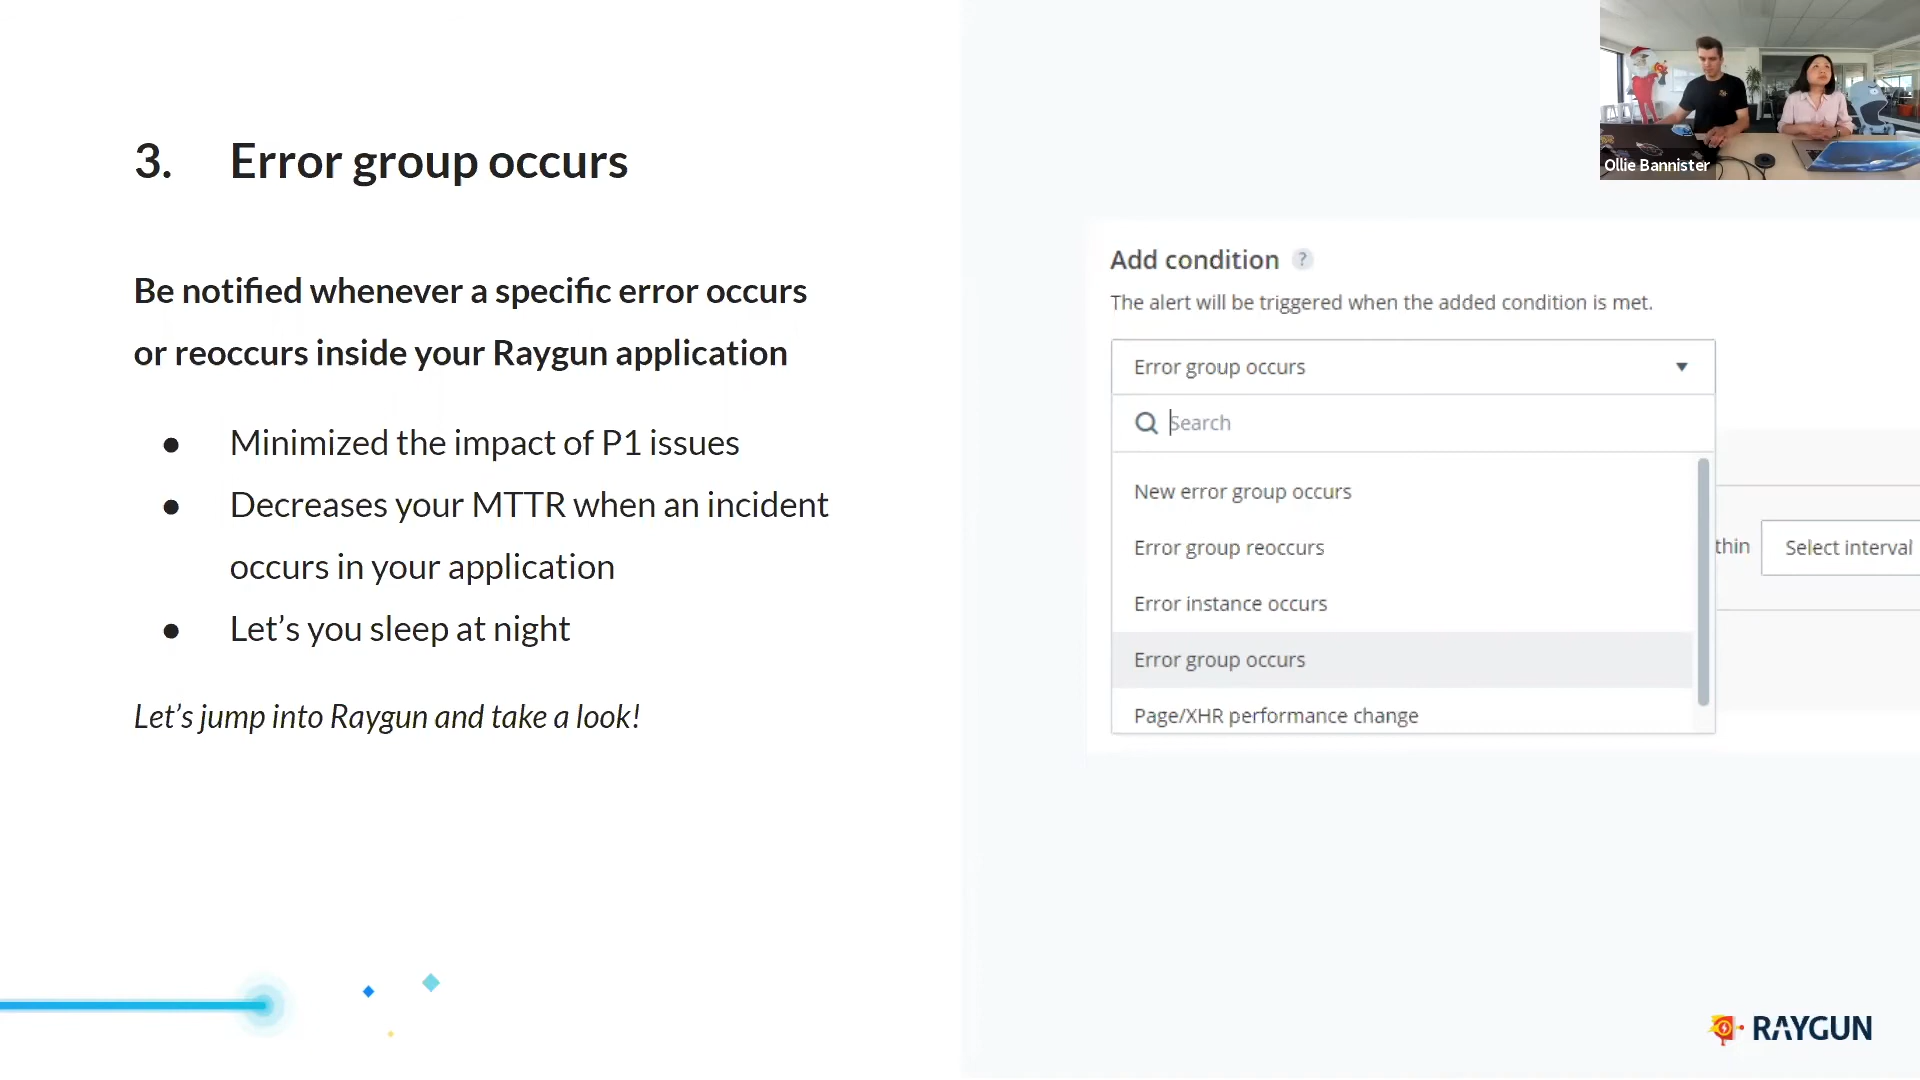 3. Error group occurs
Be notified whenever a specific error occurs
or reoccurs inside your Raygun application
● Minimized the impact of P1 issues
● Decreases your MTTR when an incident
occurs in your application
● Let’s you sleep at night
Let’s jump into Raygun and take a look!
Ollie Bannister
Add condition ?
The alert will be triggered when the added condition is met.
Error group occurs
Search
New error group occurs
Error group reoccurs
Error instance occurs
Error group occurs
Page/XHR performance change
thin Select interval
RAYGUN